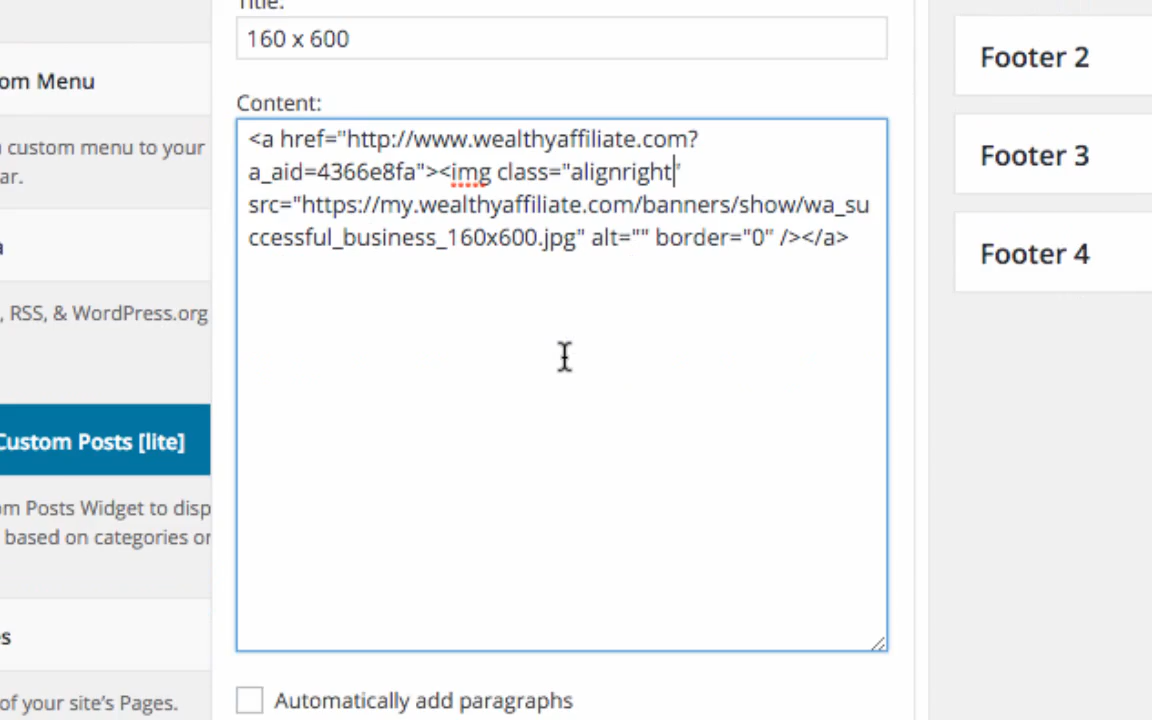 Title:
160 x 600
Content:
<a href="http://www.wealthyaffiliate.com?
a_aid=4366e8fa"><img class="alignright"
src="https://my.wealthyaffiliate.com/banners/show/wa_su
ccessful_business_160x600.jpg" alt="" border="0" /></a>
Automatically add paragraphs
om Menu
a custom menu to your
ar.
a
, RSS, & WordPress.org
Custom Posts [lite]
om Posts Widget to disp
based on categories or
es
of your site's Pages.
Footer 2
Footer 3
Footer 4